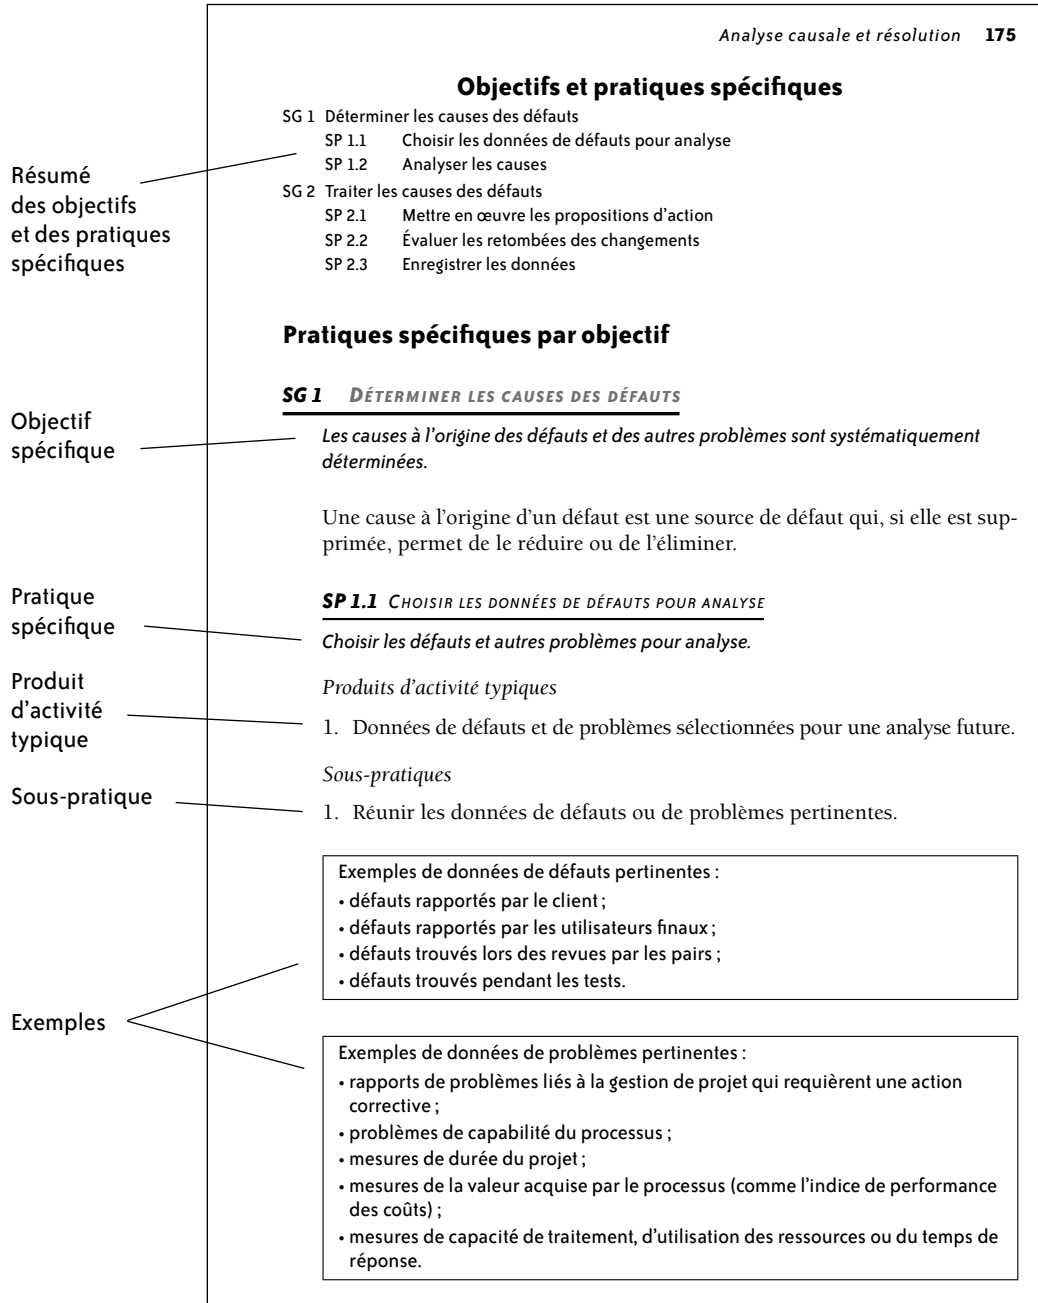 Analyse causale et résolution 175
Objectifs et pratiques spécifiques
SG 1 Déterminer les causes des défauts
SP 1.1 Choisir les données de défauts pour analyse
SP 1.2 Analyser les causes
SG 2 Traiter les causes des défauts
SP 2.1 Mettre en œuvre les propositions d'action
SP 2.2 Évaluer les retombées des changements
SP 2.3 Enregistrer les données
Résumé
des objectifs
et des pratiques
spécifiques
Pratiques spécifiques par objectif
SG 1 DÉTERMINER LES CAUSES DES DÉFAUTS
Objectif
spécifique
Les causes à l'origine des défauts et des autres problèmes sont systématiquement
déterminées.
Une cause à l'origine d'un défaut est une source de défaut qui, si elle est sup-
primée, permet de le réduire ou de l'éliminer.
Pratique
spécifique
SP 1.1 CHOISIR LES DONNÉES DE DÉFAUTS POUR ANALYSE
Choisir les défauts et autres problèmes pour analyse.
Produit
d'activité
typique
Produits d'activité typiques
1. Données de défauts et de problèmes sélectionnées pour une analyse future.
Sous-pratique
Sous-pratiques
1. Réunir les données de défauts ou de problèmes pertinentes.
Exemples de données de défauts pertinentes :
• défauts rapportés par le client ;
• défauts rapportés par les utilisateurs finaux ;
• défauts trouvés lors des revues par les pairs ;
• défauts trouvés pendant les tests.
Exemples
Exemples de données de problèmes pertinentes :
• rapports de problèmes liés à la gestion de projet qui requièrent une action
corrective ;
• problèmes de capabilité du processus ;
• mesures de durée du projet ;
• mesures de la valeur acquise par le processus (comme l'indice de performance
des coûts) ;
• mesures de capacité de traitement, d'utilisation des ressources ou du temps de
réponse.